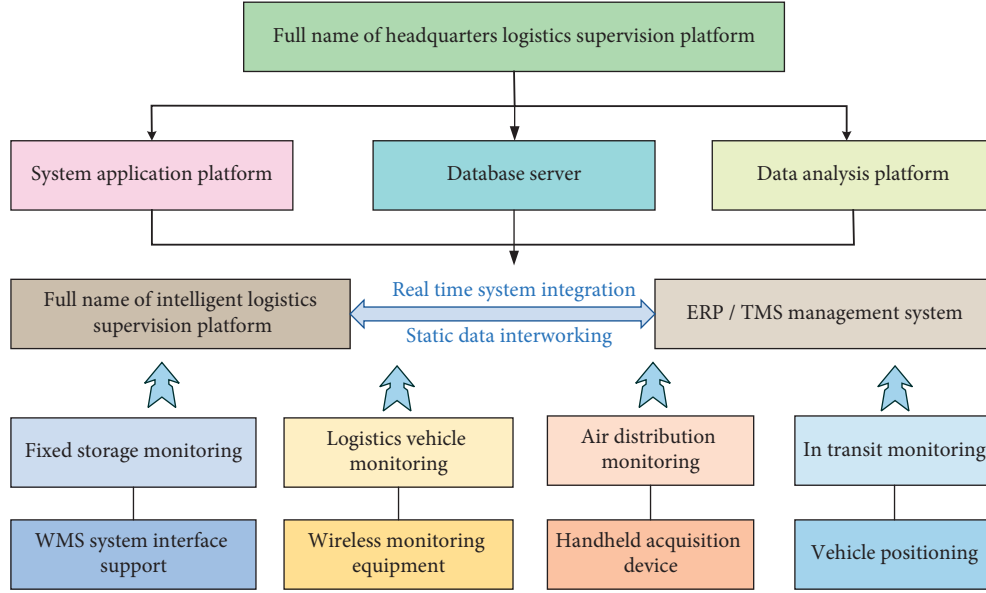 Full name of headquarters logistics supervision platform
System application platform
Database server
Data analysis platform
Full name of intelligent logistics
supervision platform
Real time system integration
Static data interworking
ERP / TMS management system
Fixed storage monitoring
Logistics vehicle
monitoring
Air distribution
monitoring
In transit monitoring
WMS system interface
support
Wireless monitoring
equipment
Handheld acquisition
device
Vehicle positioning